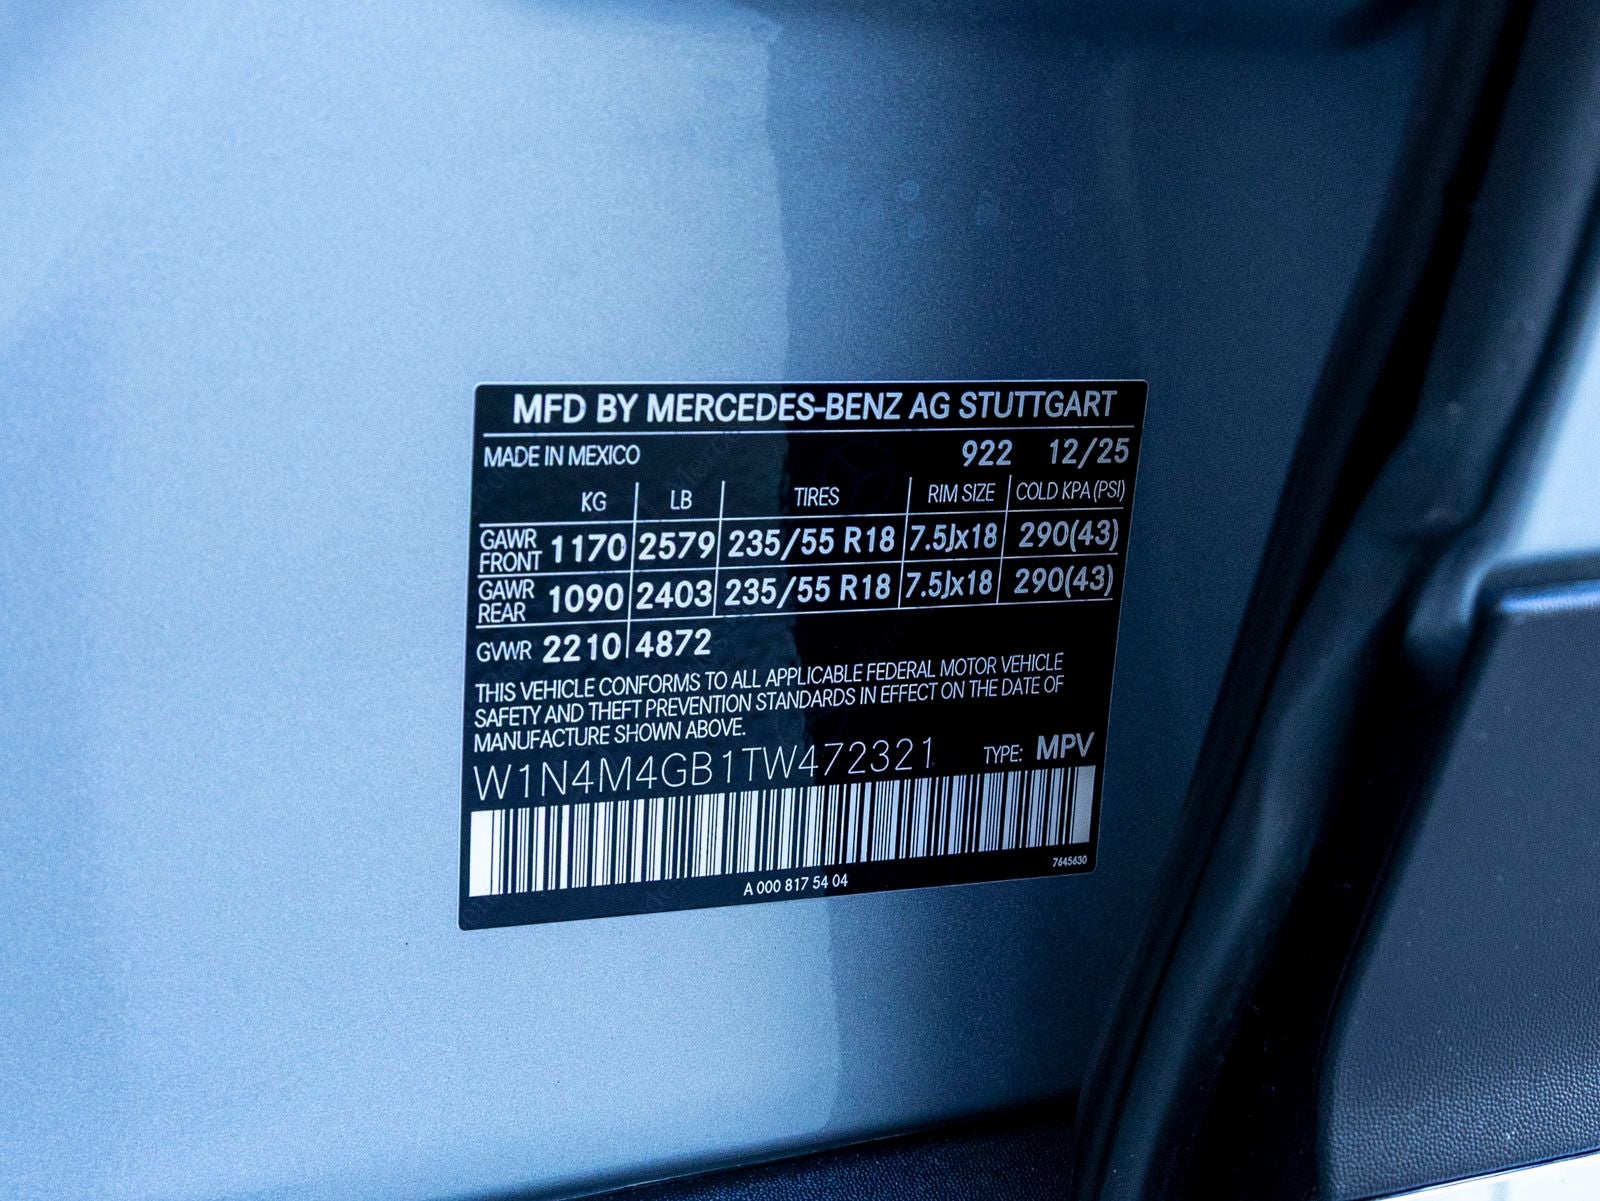 MFD BY MERCEDES-BENZ AG STUTTGART
MADE IN MEXICO 922 12/25
KG LB TIRES RIM SIZE COLD KPA (PSI)
GAWR FRONT 1170 2579 235/55 R18 7.5Jx18 290(43)
GAWR REAR 1090 2403 235/55 R18 7.5Jx18 290(43)
GVWR 2210 4872
THIS VEHICLE CONFORMS TO ALL APPLICABLE FEDERAL MOTOR VEHICLE
SAFETY AND THEFT PREVENTION STANDARDS IN EFFECT ON THE DATE OF
MANUFACTURE SHOWN ABOVE.
W1N4M4GB1TW472321 TYPE: MPV
7645630
A 000 817 54 04